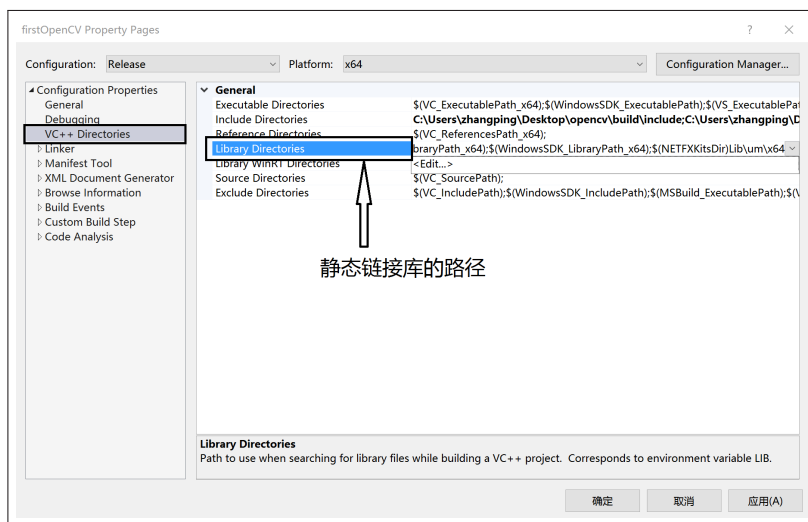 firstOpenCV Property Pages
? ×
Configuration: Release Platform: x64 Configuration Manager...
Configuration Properties
General
Debugging
VC++ Directories
Linker
Manifest Tool
XML Document Generator
Browse Information
Build Events
Custom Build Step
Code Analysis
General
Executable Directories $(VC_ExecutablePath_x64);$(WindowsSDK_ExecutablePath);$(VS_ExecutablePat
Include Directories C:\Users\zhangping\Desktop\opencv\build\include;C:\Users\zhangping\D
Reference Directories $(VC_ReferencesPath_x64);
Library Directories braryPath_x64);$(WindowsSDK_LibraryPath_x64);$(NETFXKitsDir)Lib\um\x64
Library WinRT Directories <Edit...>
Source Directories $(VC_SourcePath);
Exclude Directories $(VC_IncludePath);$(WindowsSDK_IncludePath);$(MSBuild_ExecutablePath);$(V
静态链接库的路径
Library Directories
Path to use when searching for library files while building a VC++ project. Corresponds to environment variable LIB.
确定 取消 应用(A)